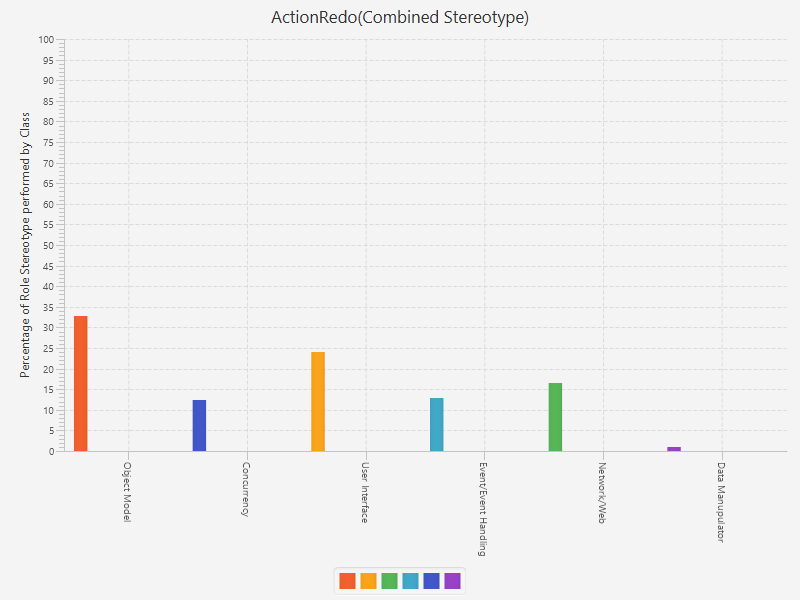 ActionRedo(Combined Stereotype)
Percentage of Role Stereotype performed by Class
100
95
90
85
80
75
70
65
60
55
50
45
40
35
30
25
20
15
10
5
0
Object Model
Concurrency
User Interface
Event/Event Handling
Network/Web
Data Manupulator